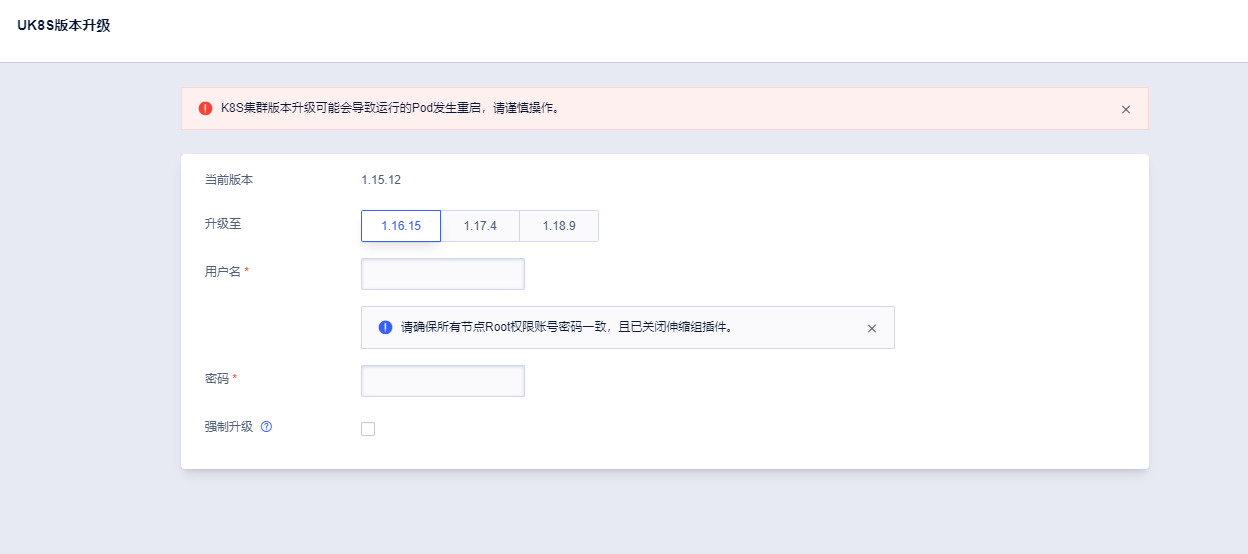 UK8S版本升级
K8S集群版本升级可能会导致运行的Pod发生重启，请谨慎操作。
当前版本 1.15.12
升级至 1.16.15 1.17.4 1.18.9
用户名 *
请确保所有节点Root权限账号密码一致，且已关闭伸缩组插件。
密码 *
强制升级